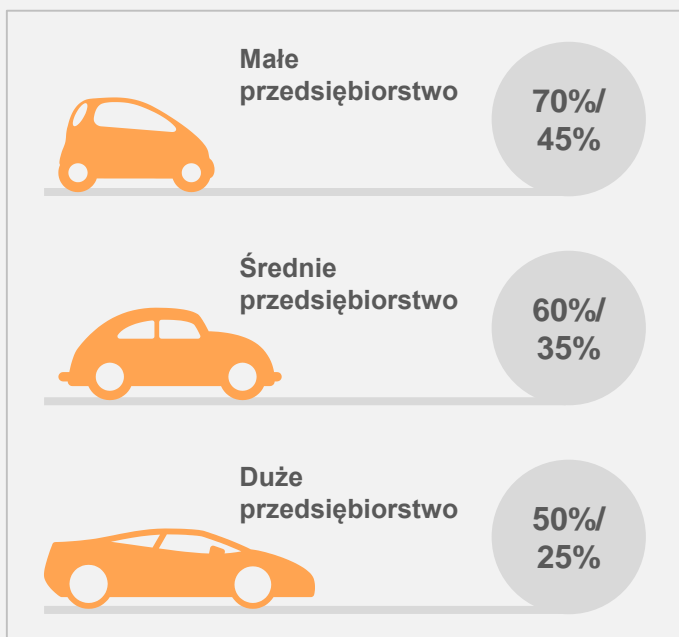 Małe
przedsiębiorstwo
70%/
45%
Średnie
przedsiębiorstwo
60%/
35%
Duże
przedsiębiorstwo
50%/
25%